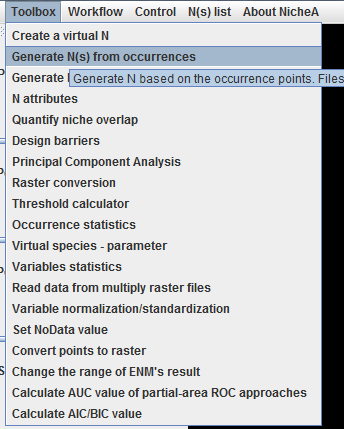 Toolbox Workflow Control N(s) list About NicheA
Create a virtual N
Generate N(s) from occurrences
Generate
Generate N based on the occurrence points. Files
N attributes
Quantify niche overlap
Design barriers
Principal Component Analysis
Raster conversion
Threshold calculator
Occurrence statistics
Virtual species - parameter
Variables statistics
Read data from multiply raster files
Variable normalization/standardization
Set NoData value
Convert points to raster
Change the range of ENM's result
Calculate AUC value of partial-area ROC approaches
Calculate AIC/BIC value